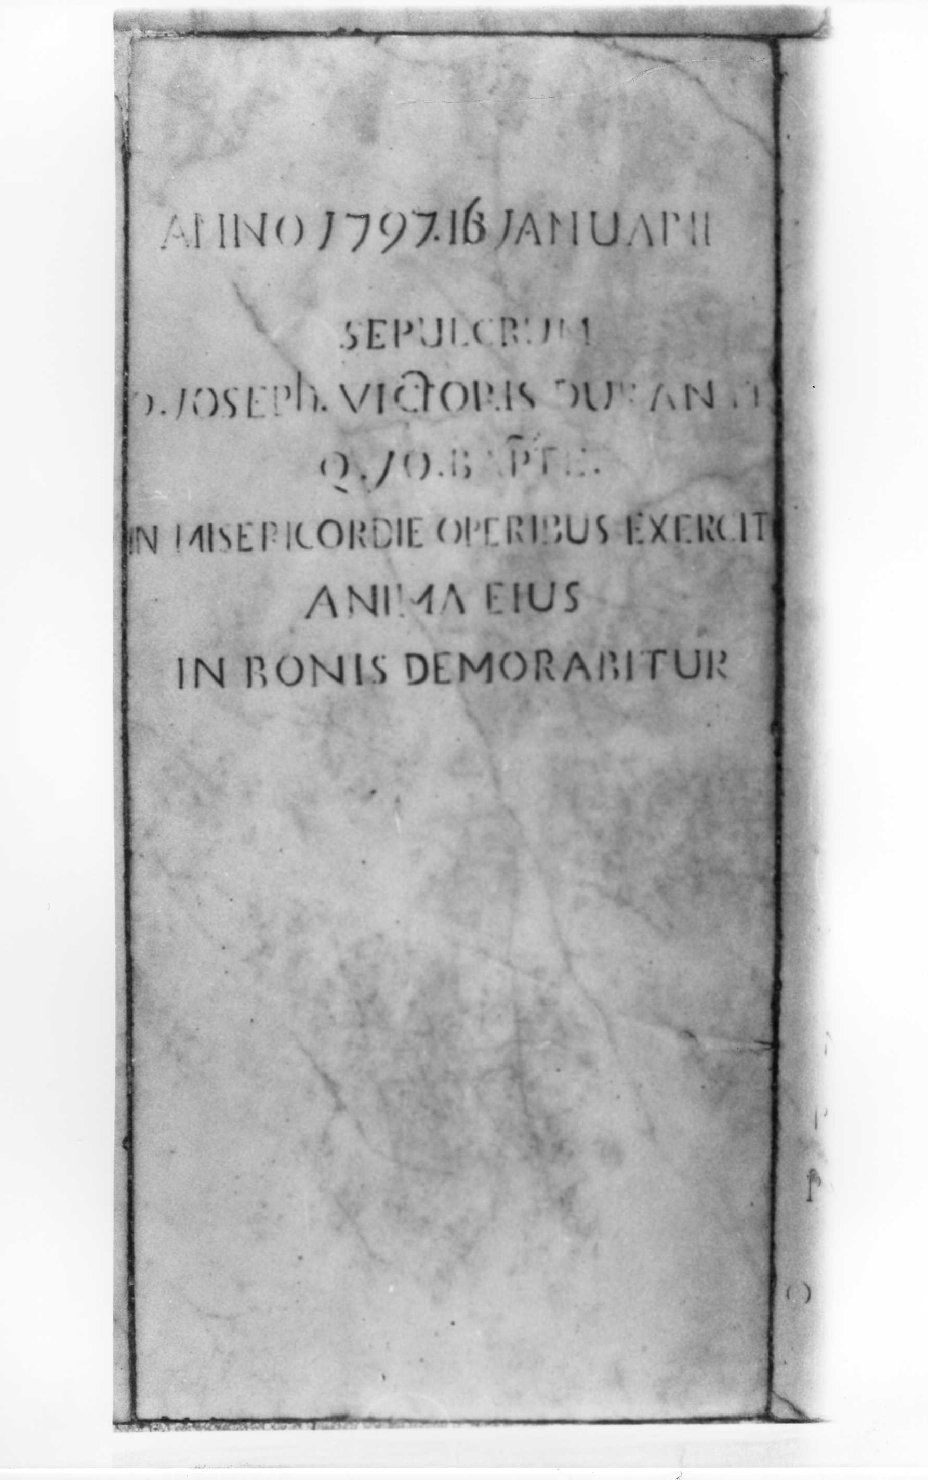 ANNO 1797. 16 JANUARII
SEPULCRUM
D. JOSEPh. VICTORIS DURANTI
Q. JO. BAPTE.
IN MISERICORDIE OPERIBUS EXERCIT
ANIMA EIUS
IN BONIS DEMORABITUR